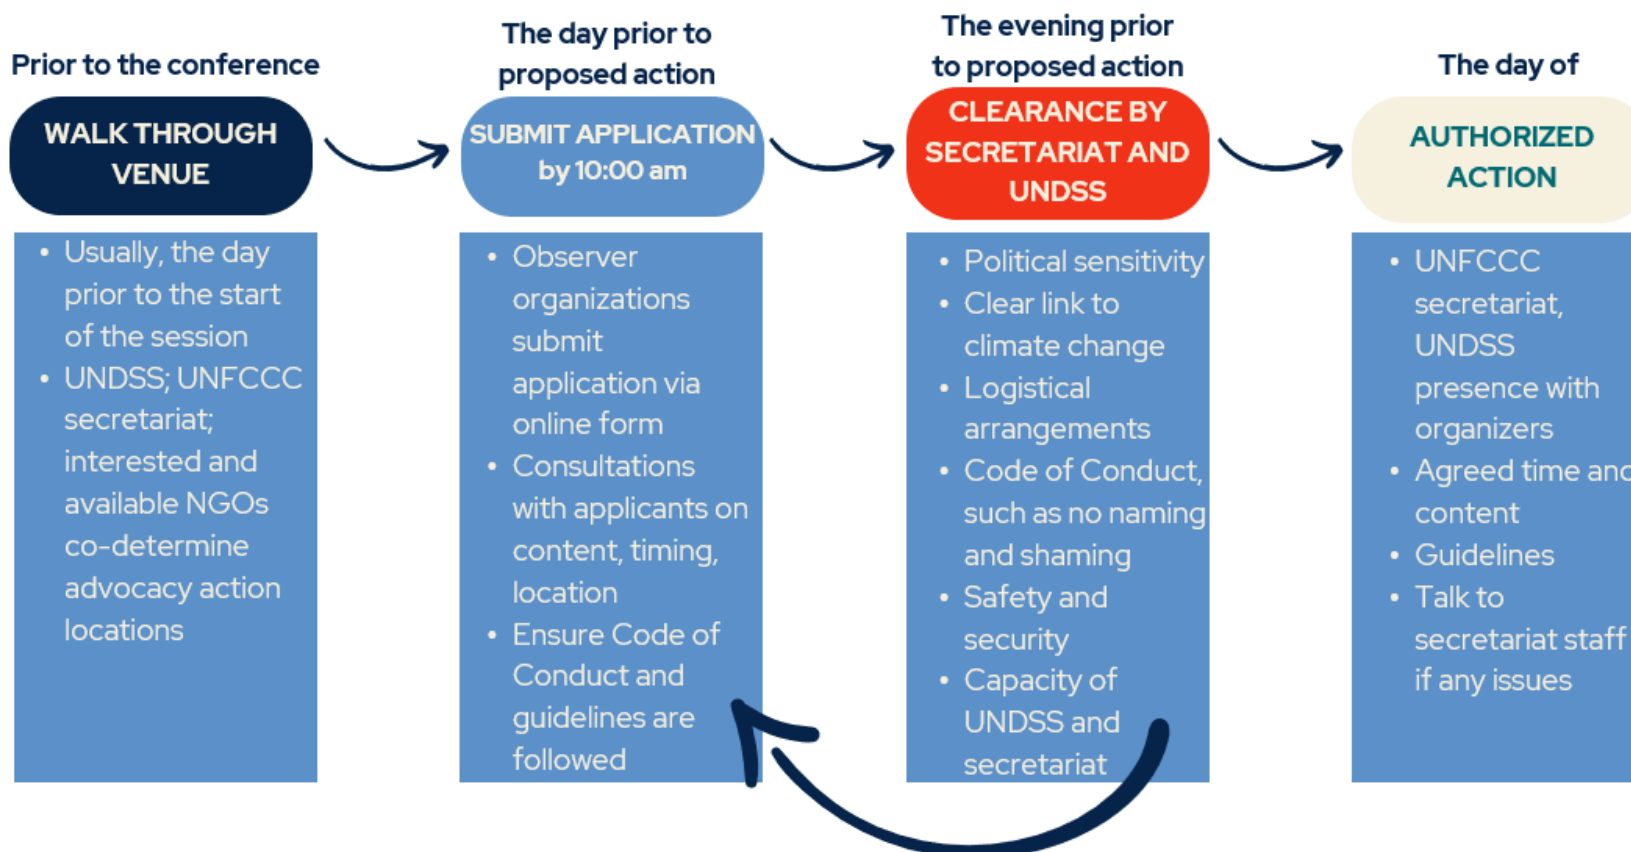 Prior to the conference
WALK THROUGH
VENUE
• Usually, the day
prior to the start
of the session
• UNDSS; UNFCCC
secretariat;
interested and
available NGOs
co-determine
advocacy action
locations
The day prior to
proposed action
SUBMIT APPLICATION
by 10:00 am
• Observer
organizations
submit
application via
online form
• Consultations
with applicants on
content, timing,
location
• Ensure Code of
Conduct and
guidelines are
followed
The evening prior
to proposed action
CLEARANCE BY
SECRETARIAT AND
UNDSS
• Political sensitivity
• Clear link to
climate change
• Logistical
arrangements
• Code of Conduct,
such as no naming
and shaming
• Safety and
security
• Capacity of
UNDSS and
secretariat
The day of
AUTHORIZED
ACTION
• UNFCCC
secretariat,
UNDSS
presence with
organizers
• Agreed time and
content
• Guidelines
• Talk to
secretariat staff
if any issues